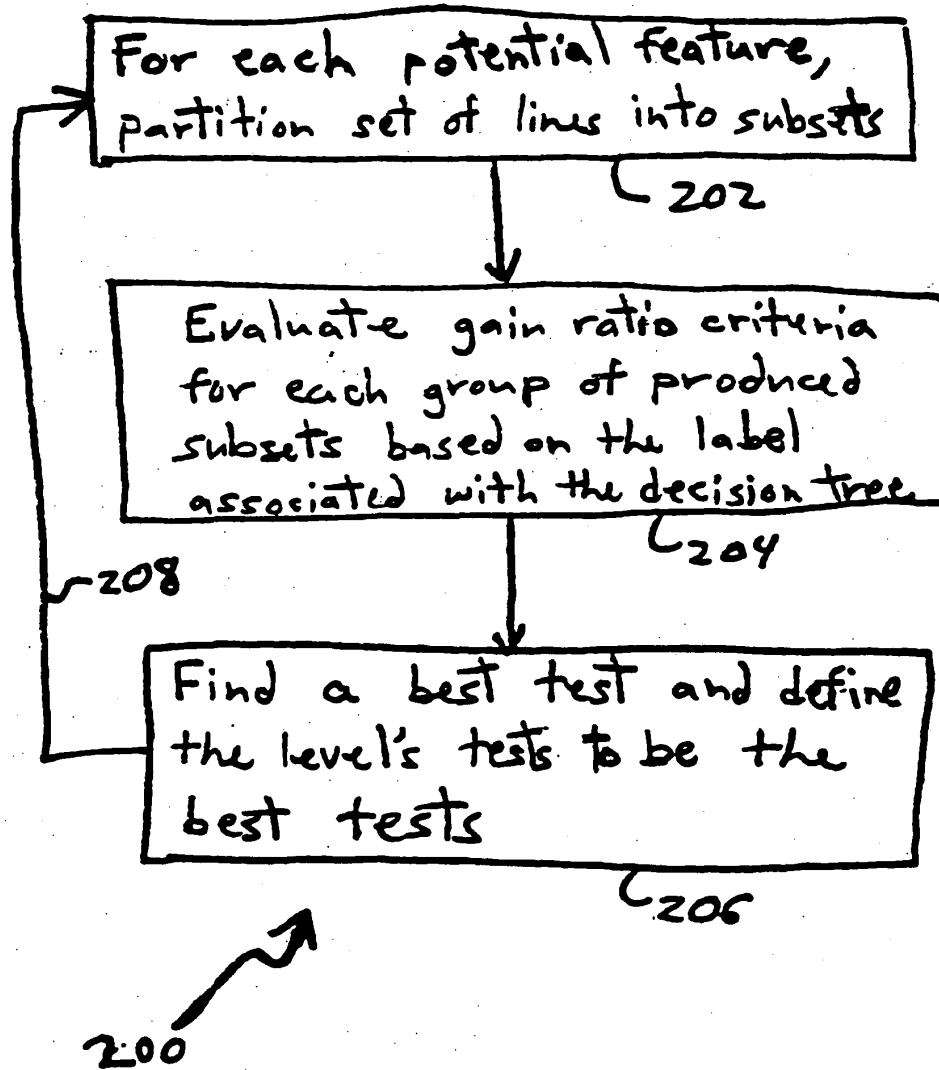 For each potential feature,
partition set of lines into subsets
202
Evaluate gain ratio criteria
for each group of produced
subsets based on the label
associated with the decision tree
204
208
Find a best test and define
the level's tests to be the
best tests
206
200